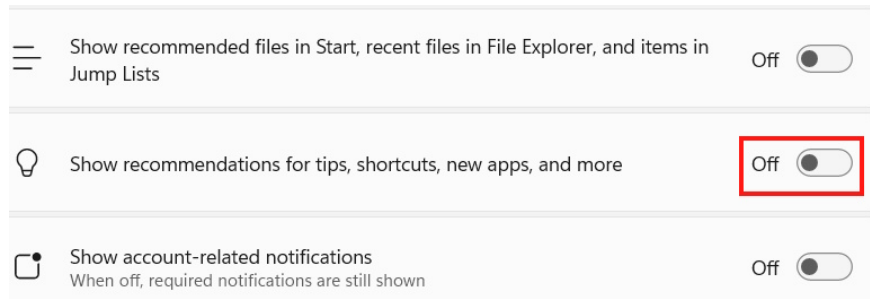 Show recommended files in Start, recent files in File Explorer, and items in
Jump Lists
Off
Show recommendations for tips, shortcuts, new apps, and more
Off
Show account-related notifications
When off, required notifications are still shown
Off